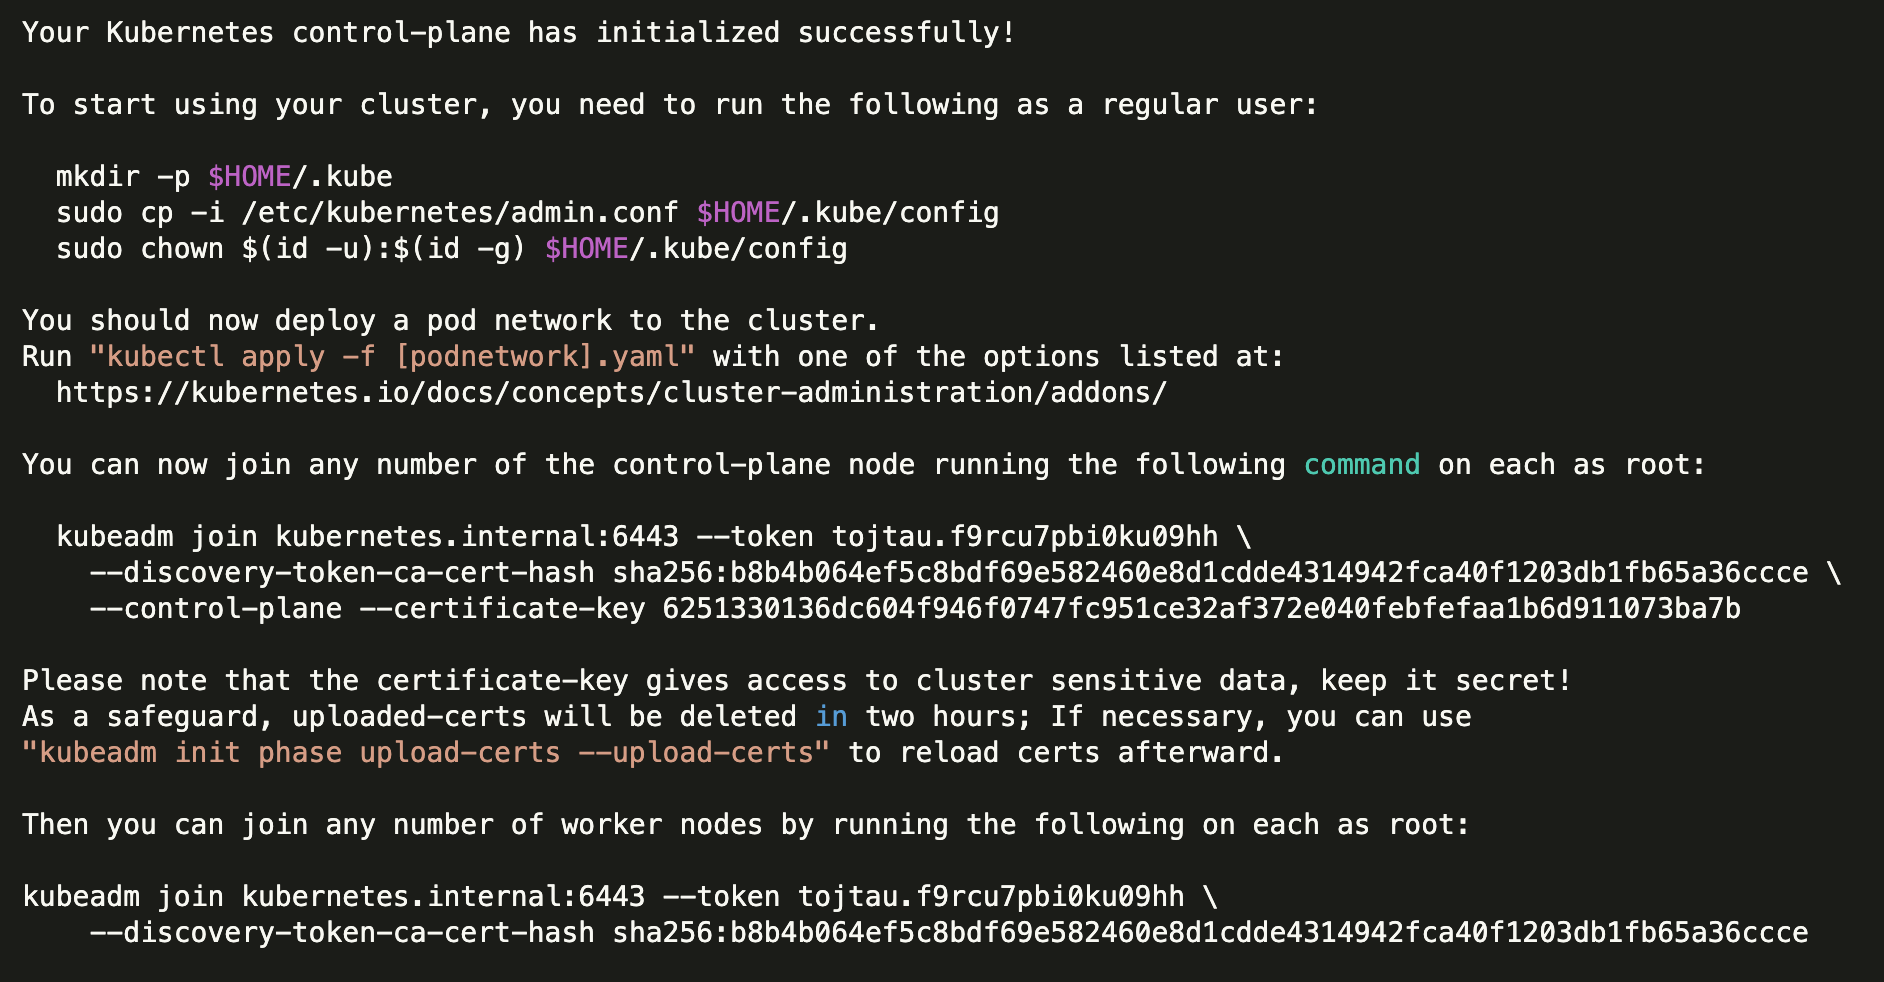 Your Kubernetes control-plane has initialized successfully!
To start using your cluster, you need to run the following as a regular user:
mkdir -p $HOME/.kube
sudo cp -i /etc/kubernetes/admin.conf $HOME/.kube/config
sudo chown $(id -u):$(id -g) $HOME/.kube/config
You should now deploy a pod network to the cluster.
Run "kubectl apply -f [podnetwork].yaml" with one of the options listed at:
https://kubernetes.io/docs/concepts/cluster-administration/addons/
You can now join any number of the control-plane node running the following command on each as root:
kubeadm join kubernetes.internal:6443 --token tojtau.f9rcu7pbi0ku09hh \
--discovery-token-ca-cert-hash sha256:b8b4b064ef5c8bdf69e582460e8d1cdde4314942fca40f1203db1fb65a36ccce \
--control-plane --certificate-key 6251330136dc604f946f0747fc951ce32af372e040febfefaa1b6d911073ba7b
Please note that the certificate-key gives access to cluster sensitive data, keep it secret!
As a safeguard, uploaded-certs will be deleted in two hours; If necessary, you can use
"kubeadm init phase upload-certs --upload-certs" to reload certs afterward.
Then you can join any number of worker nodes by running the following on each as root:
kubeadm join kubernetes.internal:6443 --token tojtau.f9rcu7pbi0ku09hh \
--discovery-token-ca-cert-hash sha256:b8b4b064ef5c8bdf69e582460e8d1cdde4314942fca40f1203db1fb65a36ccce